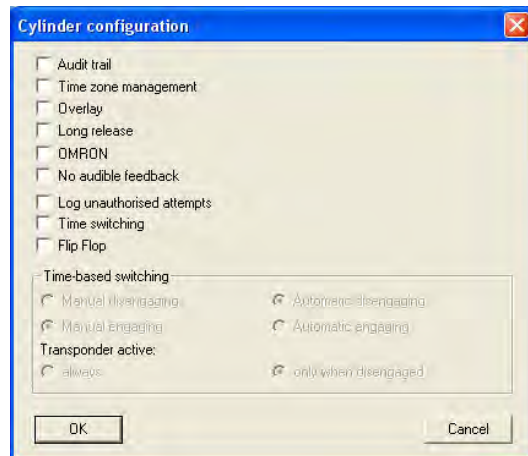 Cylinder configuration
Audit trail
Time zone management
Overlay
Long release
OMRON
No audible feedback
Log unauthorised attempts
Time switching
Flip Flop
Time-based switching
Manual disengaging Automatic disengaging
Manual engaging Automatic engaging
Transponder active:
always only when disengaged
OK Cancel